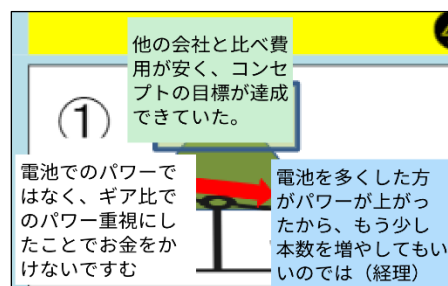 他の会社と比べ費
用が安く、コンセ
プトの目標が達成
できていた。
①
電池でのパワーで
はなく、ギア比で
のパワー重視にし
たことでお金をか
けないですむ
電池を多くした方
がパワーが上がっ
たから、もう少し
本数を増やしてもい
いのでは（経理）